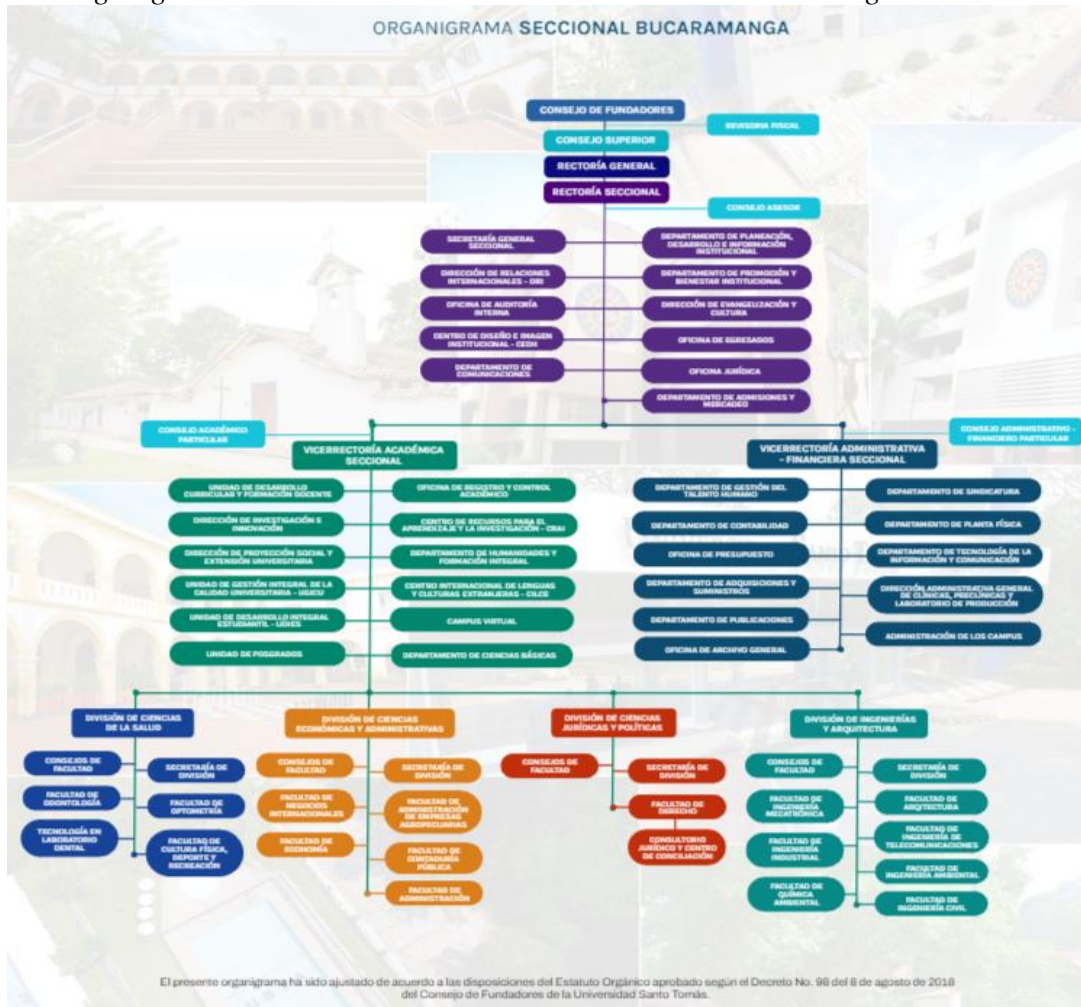 ORGANIGRAMA SECCIONAL BUCARAMANGA
CONSEJO DE FUNDADORES
REVISORIA FISCAL
CONSEJO SUPERIOR
RECTORÍA GENERAL
RECTORÍA SECCIONAL
CONSEJO ASESOR
SECRETARÍA GENERAL
SECCIONAL
DEPARTAMENTO DE PLANEACIÓN,
DESARROLLO E INFORMACIÓN
INSTITUCIONAL
DIRECCIÓN DE RELACIONES
INTERNACIONALES - ORI
DEPARTAMENTO DE PROMOCIÓN Y
BIENESTAR INSTITUCIONAL
OFICINA DE AUDITORÍA
INTERNA
DIRECCIÓN DE EVANGELIZACIÓN Y
CULTURA
CENTRO DE DISEÑO E IMAGEN
INSTITUCIONAL - CEDII
OFICINA DE EGRESADOS
DEPARTAMENTO DE
COMUNICACIONES
OFICINA JURÍDICA
DEPARTAMENTO DE ADMISIONES Y
MERCADEO
CONSEJO ACADÉMICO
PARTICULAR
CONSEJO ADMINISTRATIVO -
FINANCIERO PARTICULAR
VICERRECTORÍA ACADÉMICA
SECCIONAL
VICERRECTORÍA ADMINISTRATIVA
- FINANCIERA SECCIONAL
UNIDAD DE DESARROLLO
CURRICULAR Y FORMACIÓN DOCENTE
OFICINA DE REGISTRO Y CONTROL
ACADÉMICO
DIRECCIÓN DE INVESTIGACIÓN E
INNOVACIÓN
CENTRO DE RECURSOS PARA EL
APRENDIZAJE Y LA INVESTIGACIÓN - CRAI
DIRECCIÓN DE PROYECCIÓN SOCIAL Y
EXTENSIÓN UNIVERSITARIA
DEPARTAMENTO DE HUMANIDADES Y
FORMACIÓN INTEGRAL
UNIDAD DE GESTIÓN INTEGRAL DE LA
CALIDAD UNIVERSITARIA - UGICU
CENTRO INTERNACIONAL DE LENGUAS
Y CULTURAS EXTRANJERAS - CILCE
UNIDAD DE DESARROLLO INTEGRAL
ESTUDIANTIL - UDIES
CAMPUS VIRTUAL
UNIDAD DE POSGRADOS
DEPARTAMENTO DE CIENCIAS BÁSICAS
DEPARTAMENTO DE GESTIÓN DEL
TALENTO HUMANO
DEPARTAMENTO DE SINDICATURA
DEPARTAMENTO DE CONTABILIDAD
DEPARTAMENTO DE PLANTA FÍSICA
OFICINA DE PRESUPUESTO
DEPARTAMENTO DE TECNOLOGÍA DE LA
INFORMACIÓN Y COMUNICACIÓN
DEPARTAMENTO DE ADQUISICIONES Y
SUMINISTROS
DIRECCIÓN ADMINISTRATIVA GENERAL
DE CLÍNICAS, PRECLÍNICAS Y
LABORATORIO DE PRODUCCIÓN
DEPARTAMENTO DE PUBLICACIONES
ADMINISTRACIÓN DE LOS CAMPUS
OFICINA DE ARCHIVO GENERAL
DIVISIÓN DE CIENCIAS
DE LA SALUD
CONSEJOS DE
FACULTAD
SECRETARÍA DE
DIVISIÓN
FACULTAD DE
ODONTOLOGÍA
FACULTAD DE
OPTOMETRÍA
TECNOLOGÍA EN
LABORATORIO
DENTAL
FACULTAD DE
CULTURA FÍSICA,
DEPORTE Y
RECREACIÓN
DIVISIÓN DE CIENCIAS
ECONÓMICAS Y ADMINISTRATIVAS
CONSEJOS DE
FACULTAD
SECRETARÍA DE
DIVISIÓN
FACULTAD DE
NEGOCIOS
INTERNACIONALES
FACULTAD DE
ADMINISTRACIÓN
DE EMPRESAS
AGROPECUARIAS
FACULTAD DE
ECONOMÍA
FACULTAD DE
CONTADURÍA
PÚBLICA
FACULTAD DE
ADMINISTRACIÓN
DIVISIÓN DE CIENCIAS
JURÍDICAS Y POLÍTICAS
CONSEJOS DE
FACULTAD
SECRETARÍA DE
DIVISIÓN
FACULTAD DE
DERECHO
CONSULTORIO
JURÍDICO Y CENTRO
DE CONCILIACIÓN
DIVISIÓN DE INGENIERÍAS
Y ARQUITECTURA
CONSEJOS DE
FACULTAD
SECRETARÍA DE
DIVISIÓN
FACULTAD DE
INGENIERÍA
MECATRÓNICA
FACULTAD DE
ARQUITECTURA
FACULTAD DE
INGENIERÍA
INDUSTRIAL
FACULTAD DE
INGENIERÍA DE
TELECOMUNICACIONES
FACULTAD DE
INGENIERÍA AMBIENTAL
FACULTAD DE
QUÍMICA
AMBIENTAL
FACULTAD DE
INGENIERÍA CIVIL
El presente organigrama ha sido ajustado de acuerdo a las disposiciones del Estatuto Orgánico aprobado según el Decreto No. 98 del 8 de agosto de 2018
del Consejo de Fundadores de la Universidad Santo Tomás.